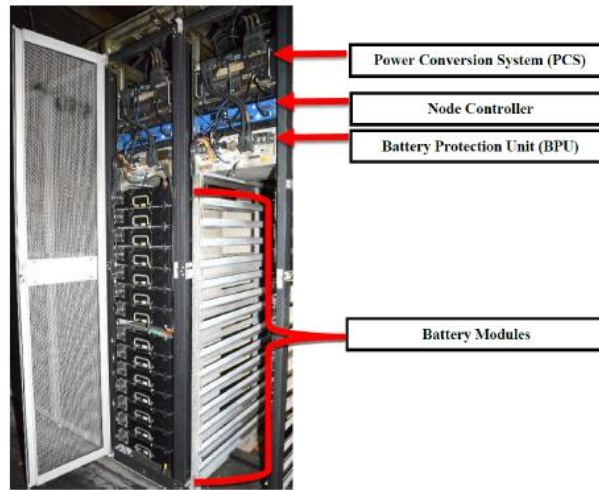 Power Conversion System (PCS)
Node Controller
Battery Protection Unit (BPU)
Battery Modules